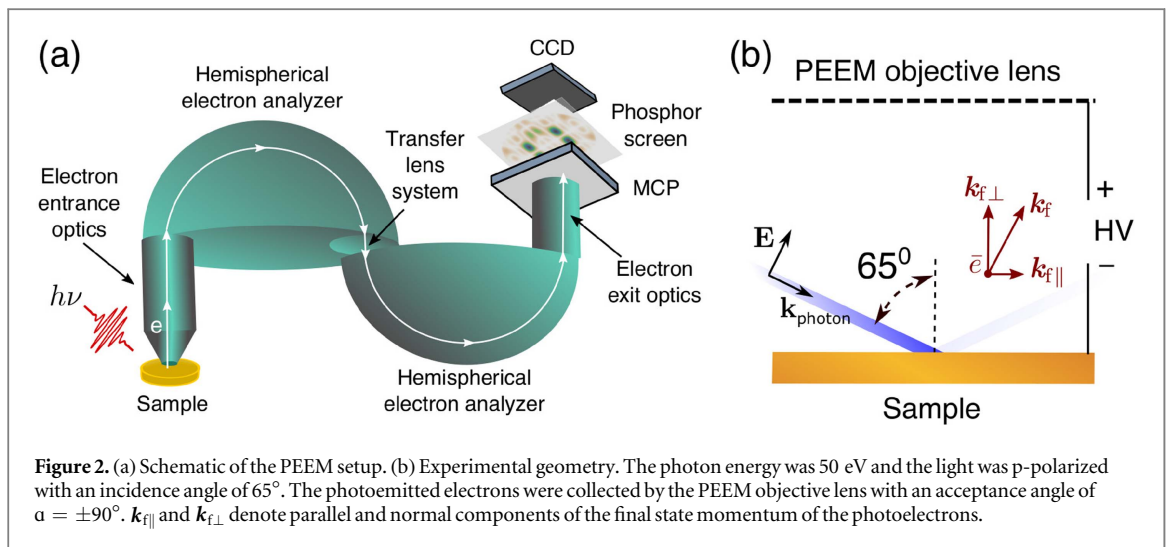 (a)
CCD
Hemispherical
electron analyzer
Phosphor
screen
Transfer
lens
system
MCP
Electron
entrance
optics
hν
e
Electron
exit optics
Sample
Hemispherical
electron analyzer
(b)
PEEM objective lens
+
HV
−
k_f⊥
k_f
ē
k_f∥
E
65⁰
k_photon
Sample
Figure 2. (a) Schematic of the PEEM setup. (b) Experimental geometry. The photon energy was 50 eV and the light was p-polarized
with an incidence angle of 65°. The photoemitted electrons were collected by the PEEM objective lens with an acceptance angle of
α = ±90°. k_f∥ and k_f⊥ denote parallel and normal components of the final state momentum of the photoelectrons.